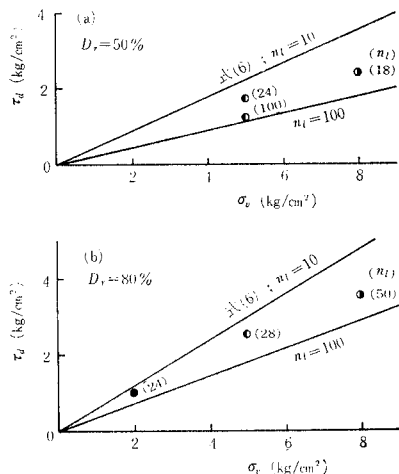 (a)
D_r=50%
τ_d (kg/cm²)
4
2
0
式(6) ; n_l=10
(n_l)
(18)
(24)
(100)
n_l=100
2 4 6 8
σ_v (kg/cm²)
(b)
D_r=80%
τ_d (kg/cm²)
4
2
0
式(6) ; n_l=10
(n_l)
(50)
(28)
(24)
n_l=100
2 4 6 8
σ_v (kg/cm²)